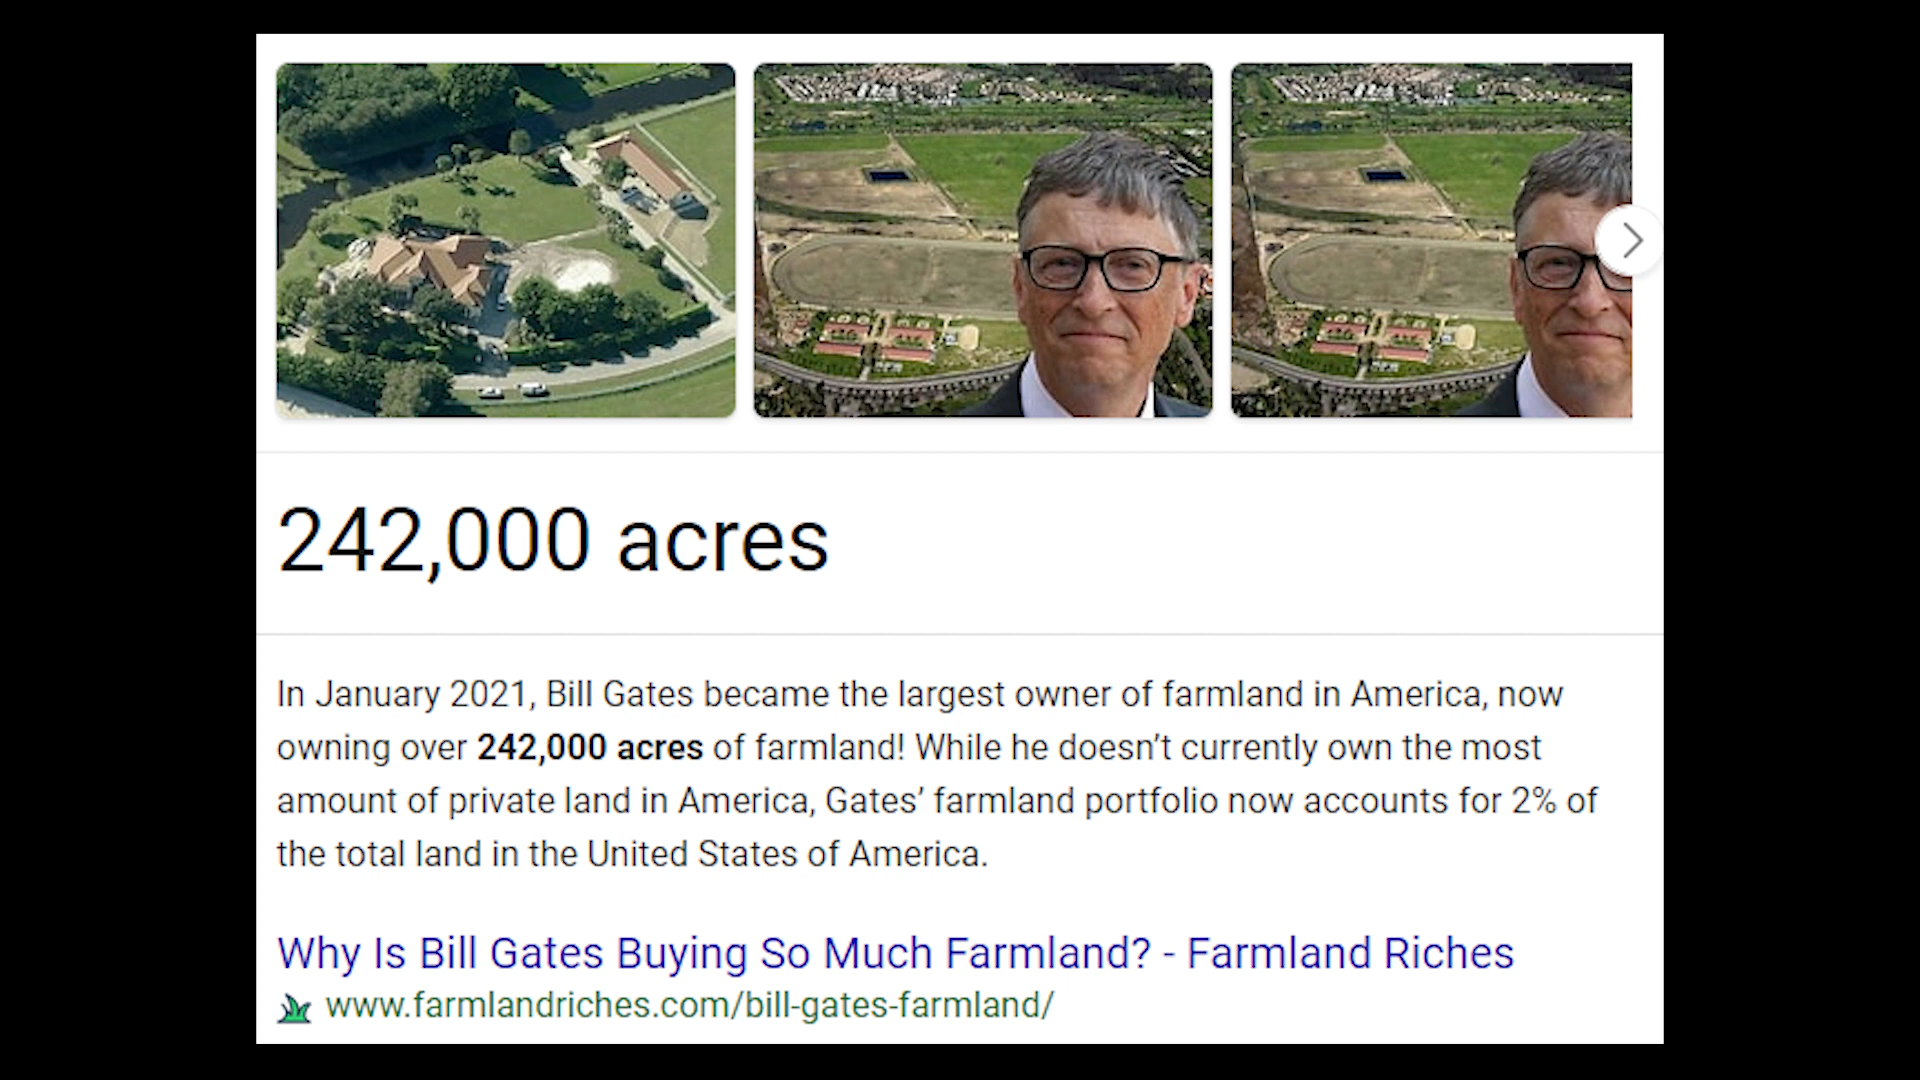 242,000 acres
In January 2021, Bill Gates became the largest owner of farmland in America, now
owning over 242,000 acres of farmland! While he doesn’t currently own the most
amount of private land in America, Gates’ farmland portfolio now accounts for 2% of
the total land in the United States of America.
Why Is Bill Gates Buying So Much Farmland? - Farmland Riches
www.farmlandriches.com/bill-gates-farmland/